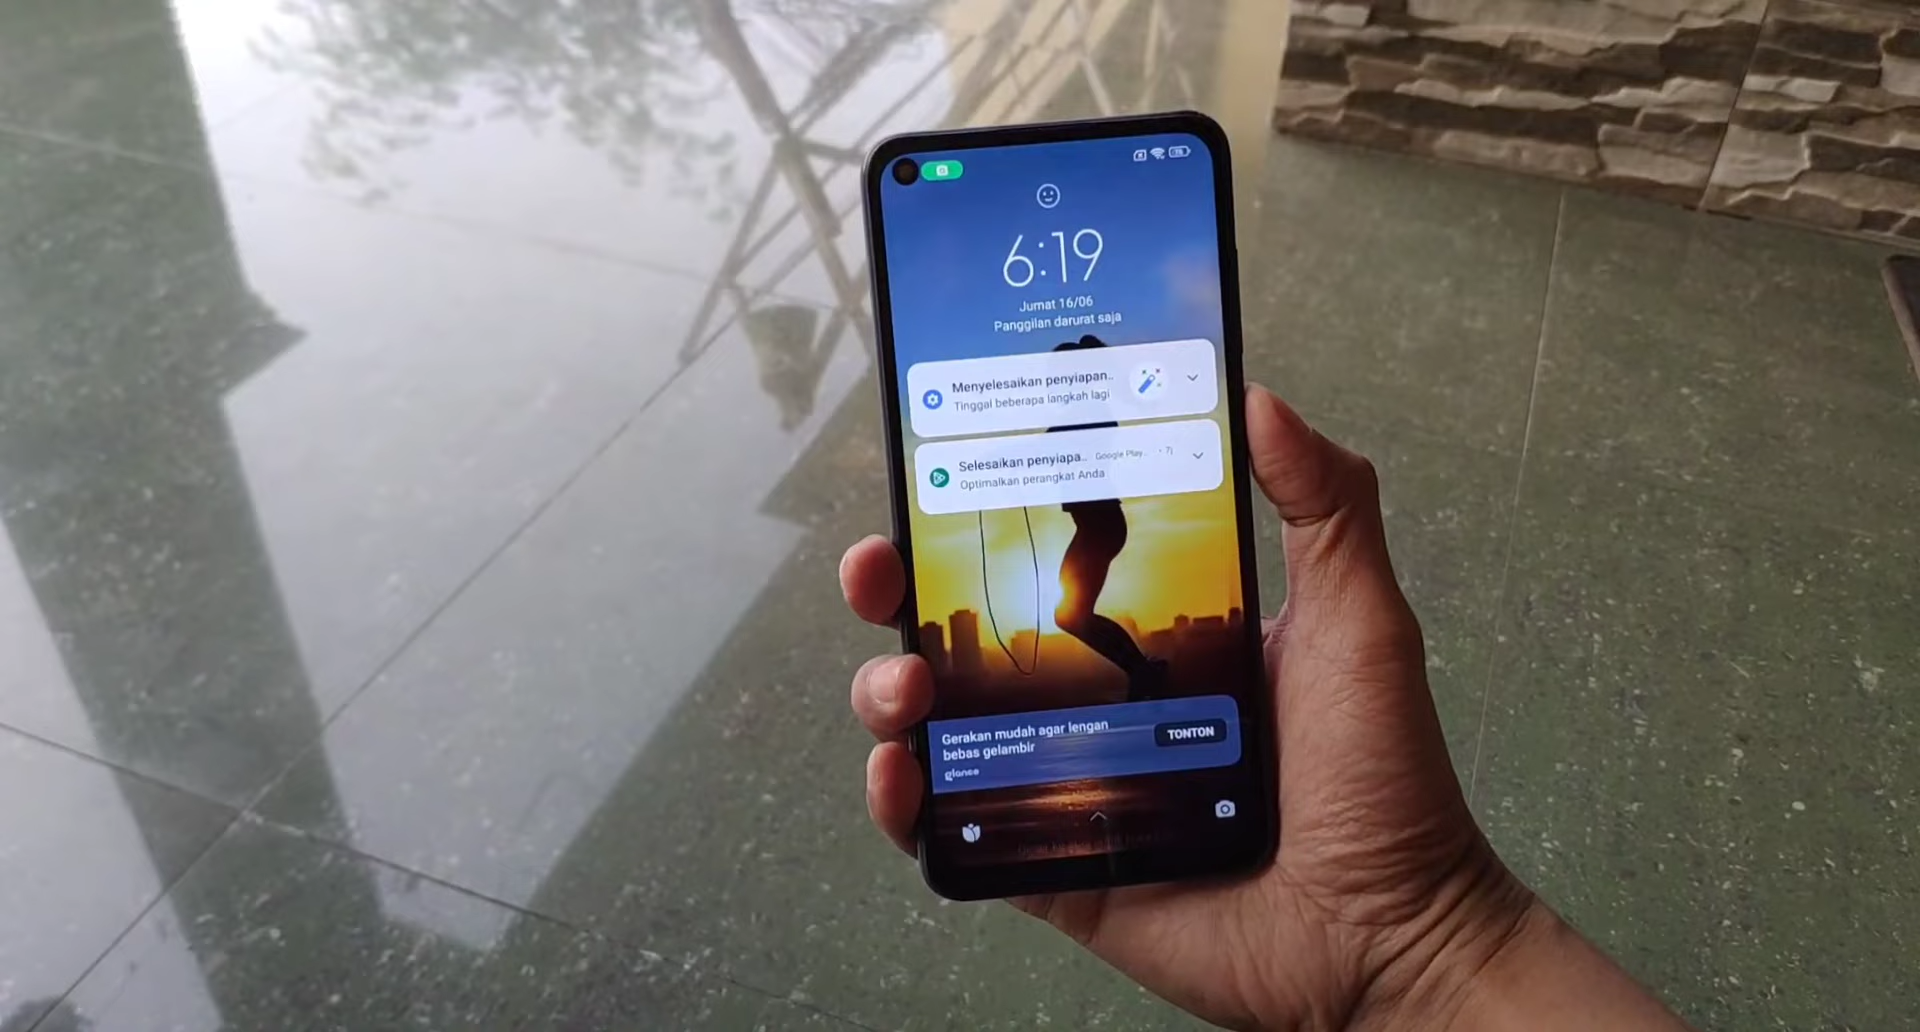 6:19
Jumat 16/06
Panggilan darurat saja
Menyelesaikan penyiapan..
Tinggal beberapa langkah lagi
Selesaikan penyiapa.. Google Play.. • 7j
Optimalkan perangkat Anda
Gerakan mudah agar lengan
bebas gelambir
TONTON
glance